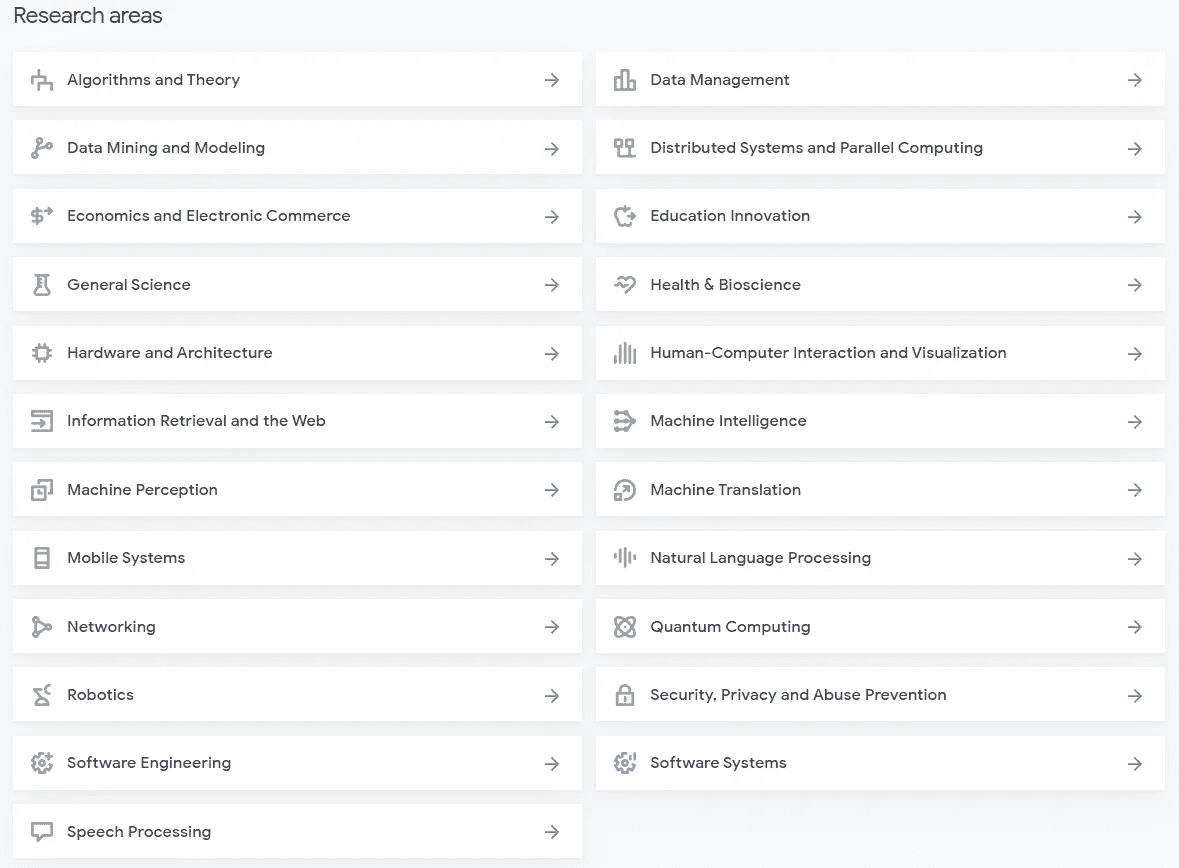 Research areas
Algorithms and Theory
Data Management
Data Mining and Modeling
Distributed Systems and Parallel Computing
Economics and Electronic Commerce
Education Innovation
General Science
Health & Bioscience
Hardware and Architecture
Human-Computer Interaction and Visualization
Information Retrieval and the Web
Machine Intelligence
Machine Perception
Machine Translation
Mobile Systems
Natural Language Processing
Networking
Quantum Computing
Robotics
Security, Privacy and Abuse Prevention
Software Engineering
Software Systems
Speech Processing